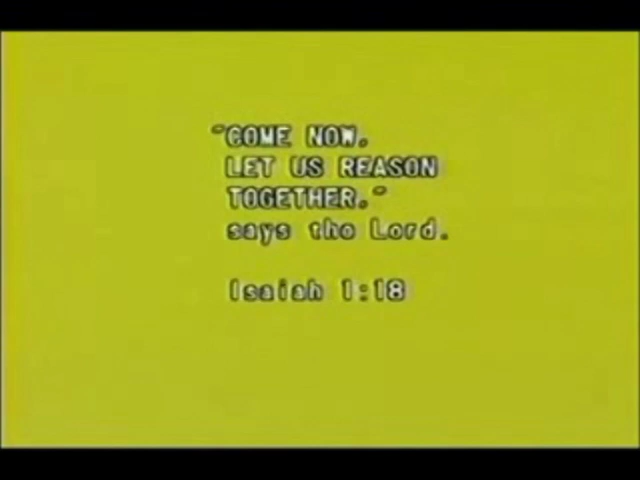 "COME NOW,
LET US REASON
TOGETHER."
says the Lord.
Isaiah 1:18